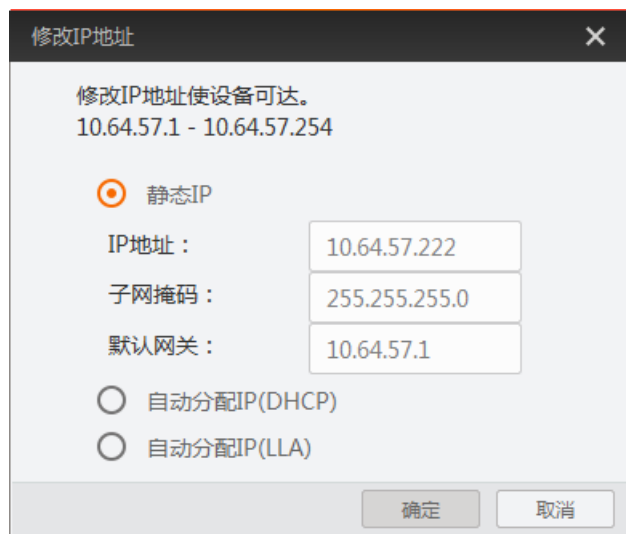 修改IP地址
修改IP地址使设备可达。
10.64.57.1 - 10.64.57.254
静态IP
IP地址： 10.64.57.222
子网掩码： 255.255.255.0
默认网关： 10.64.57.1
自动分配IP(DHCP)
自动分配IP(LLA)
确定 取消